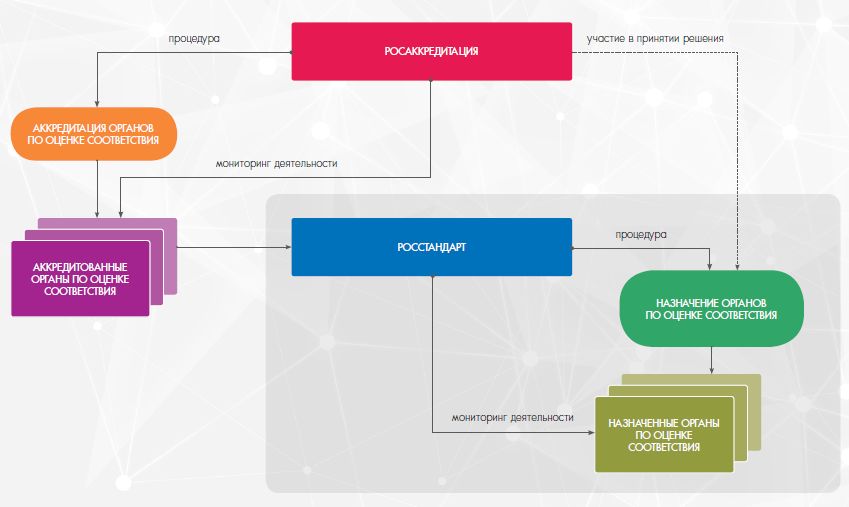 процедура
РОСАККРЕДИТАЦИЯ
участие в принятии решения
АККРЕДИТАЦИЯ ОРГАНОВ
ПО ОЦЕНКЕ СООТВЕТСТВИЯ
мониторинг деятельности
АККРЕДИТОВАННЫЕ
ОРГАНЫ ПО ОЦЕНКЕ
СООТВЕТСТВИЯ
РОССТАНДАРТ
процедура
НАЗНАЧЕНИЕ ОРГАНОВ
ПО ОЦЕНКЕ СООТВЕТСТВИЯ
мониторинг деятельности
НАЗНАЧЕННЫЕ ОРГАНЫ
ПО ОЦЕНКЕ
СООТВЕТСТВИЯ